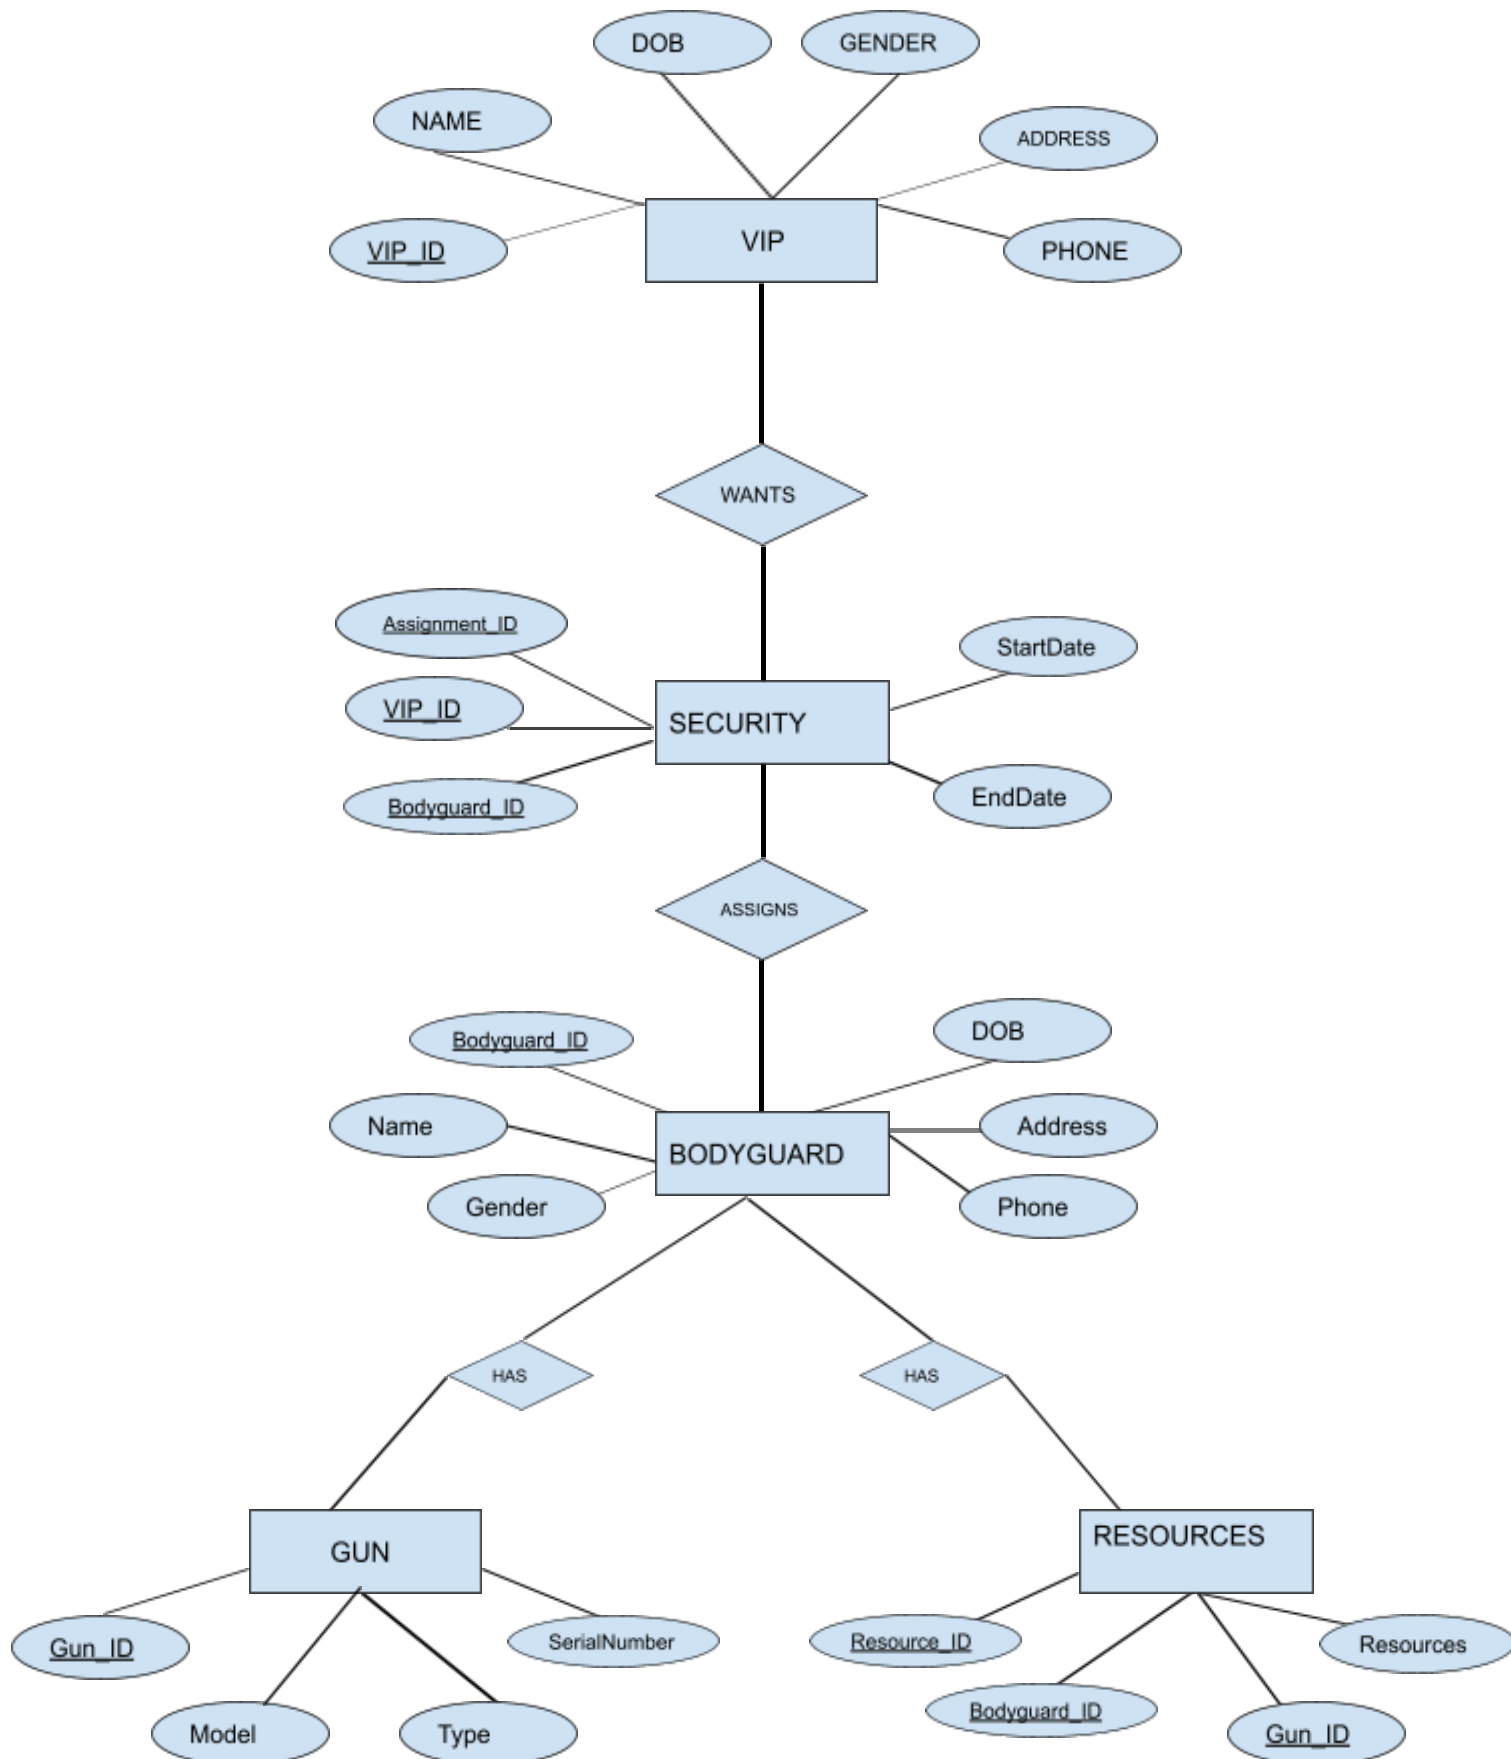 DOB
GENDER
NAME
ADDRESS
VIP_ID
VIP
PHONE
WANTS
Assignment_ID
StartDate
VIP_ID
SECURITY
Bodyguard_ID
EndDate
ASSIGNS
Bodyguard_ID
DOB
Name
Address
BODYGUARD
Gender
Phone
HAS
HAS
GUN
RESOURCES
Gun_ID
SerialNumber
Resource_ID
Resources
Model
Type
Bodyguard_ID
Gun_ID